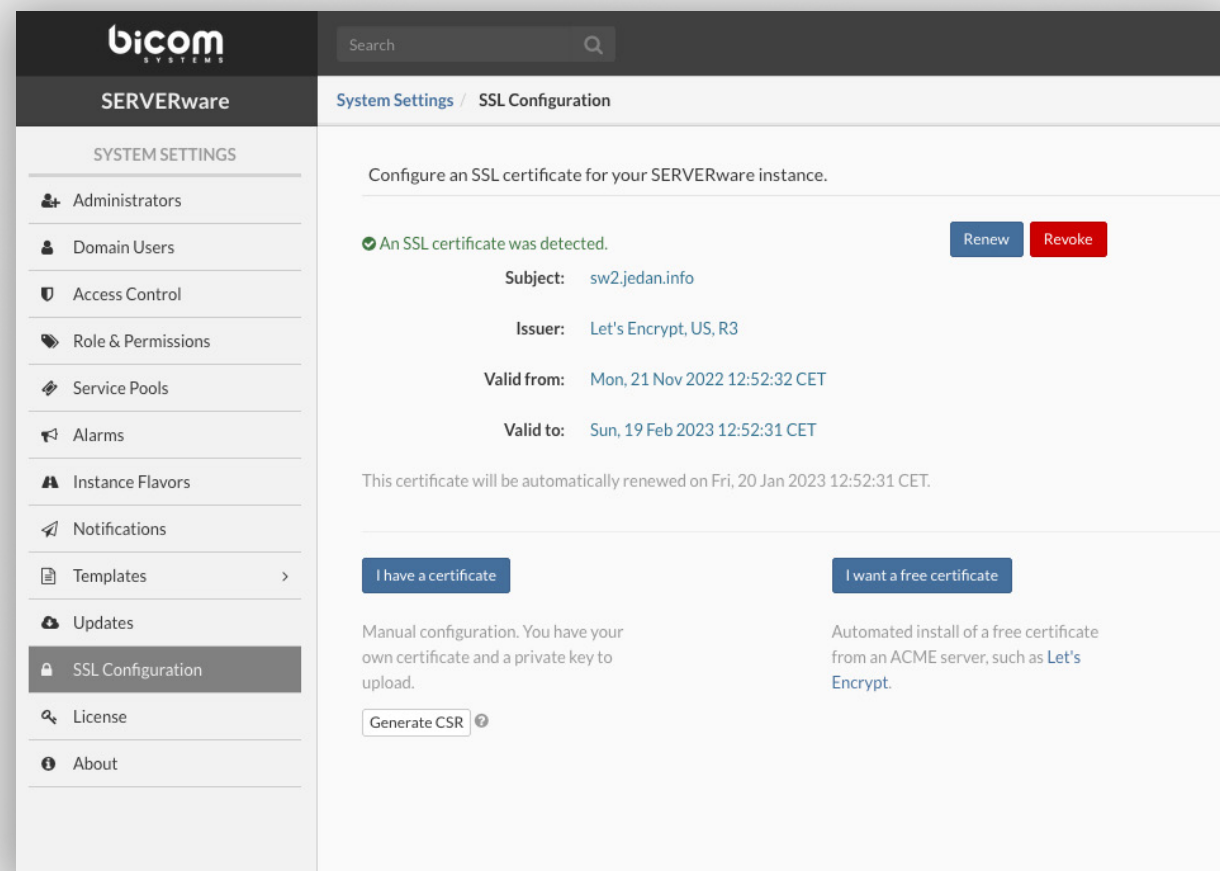 bicom
SYSTEMS
Search
SERVERware
System Settings / SSL Configuration
SYSTEM SETTINGS
Administrators
Domain Users
Access Control
Role & Permissions
Service Pools
Alarms
Instance Flavors
Notifications
Templates
Updates
SSL Configuration
License
About
Configure an SSL certificate for your SERVERware instance.
An SSL certificate was detected.
Renew
Revoke
Subject: sw2.jedan.info
Issuer: Let's Encrypt, US, R3
Valid from: Mon, 21 Nov 2022 12:52:32 CET
Valid to: Sun, 19 Feb 2023 12:52:31 CET
This certificate will be automatically renewed on Fri, 20 Jan 2023 12:52:31 CET.
I have a certificate
Manual configuration. You have your
own certificate and a private key to
upload.
Generate CSR
I want a free certificate
Automated install of a free certificate
from an ACME server, such as Let's
Encrypt.